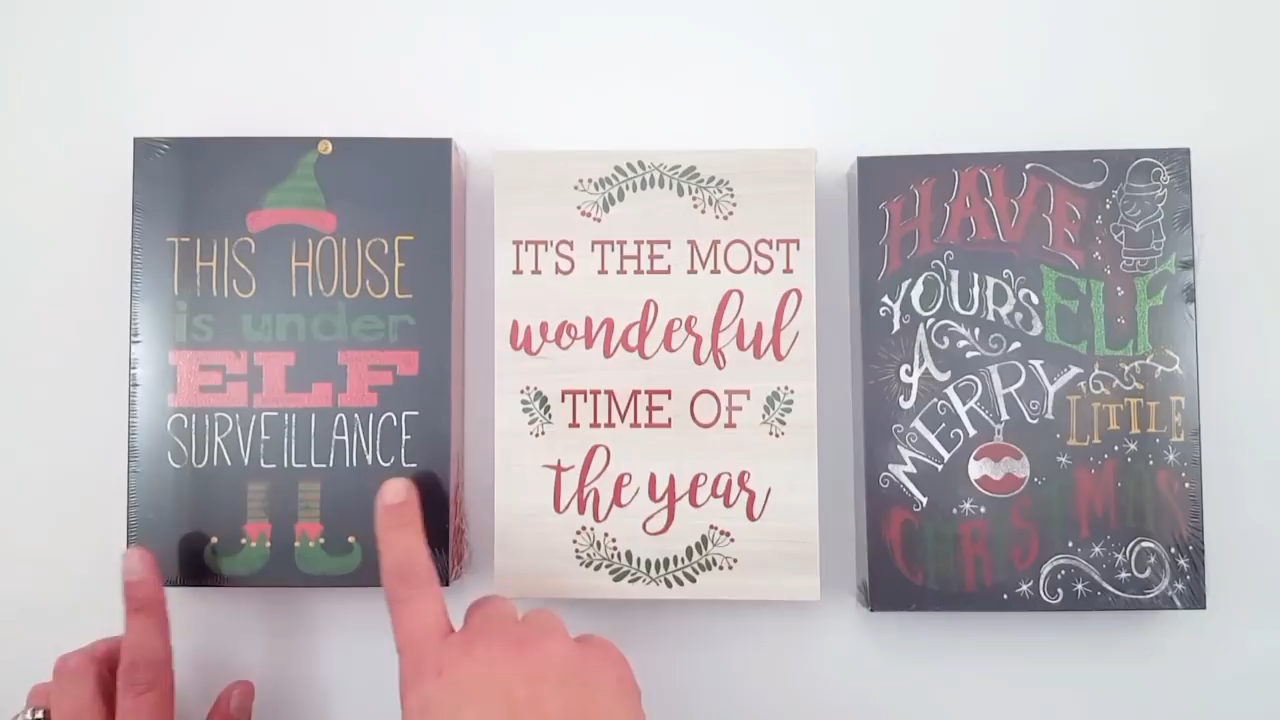 THIS HOUSE
is under
ELF
SURVEILLANCE
IT'S THE MOST
wonderful
TIME OF
the year
HAVE
YOURSELF
A
MERRY
LITTLE
CHRISTMAS